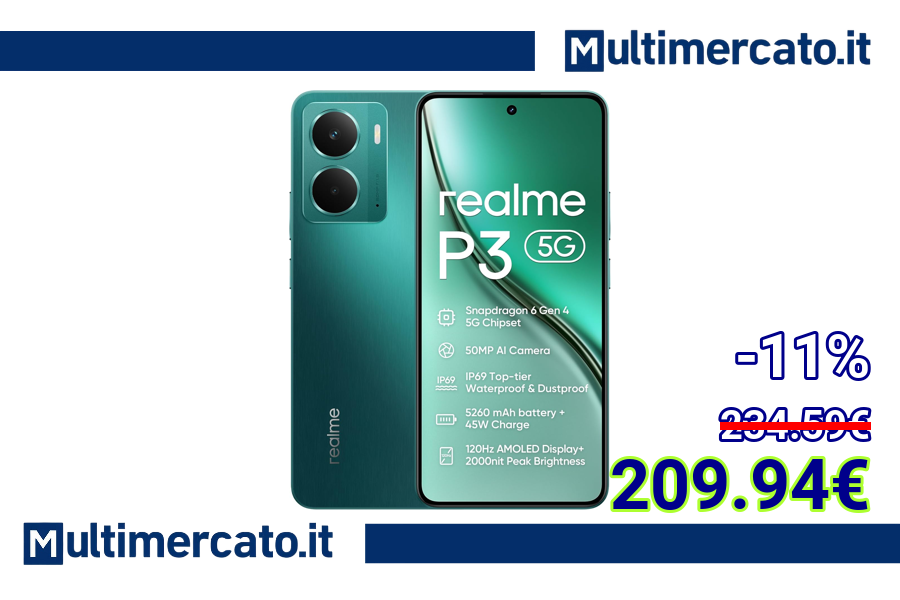 Multimercato.it
realme
P3 5G
Snapdragon 6 Gen 4
5G Chipset
50MP AI Camera
IP69
IP69 Top-tier
Waterproof & Dustproof
5260 mAh battery +
45W Charge
120Hz AMOLED Display+
2000nit Peak Brightness
realme
-11%
234.59€
209.94€
Multimercato.it